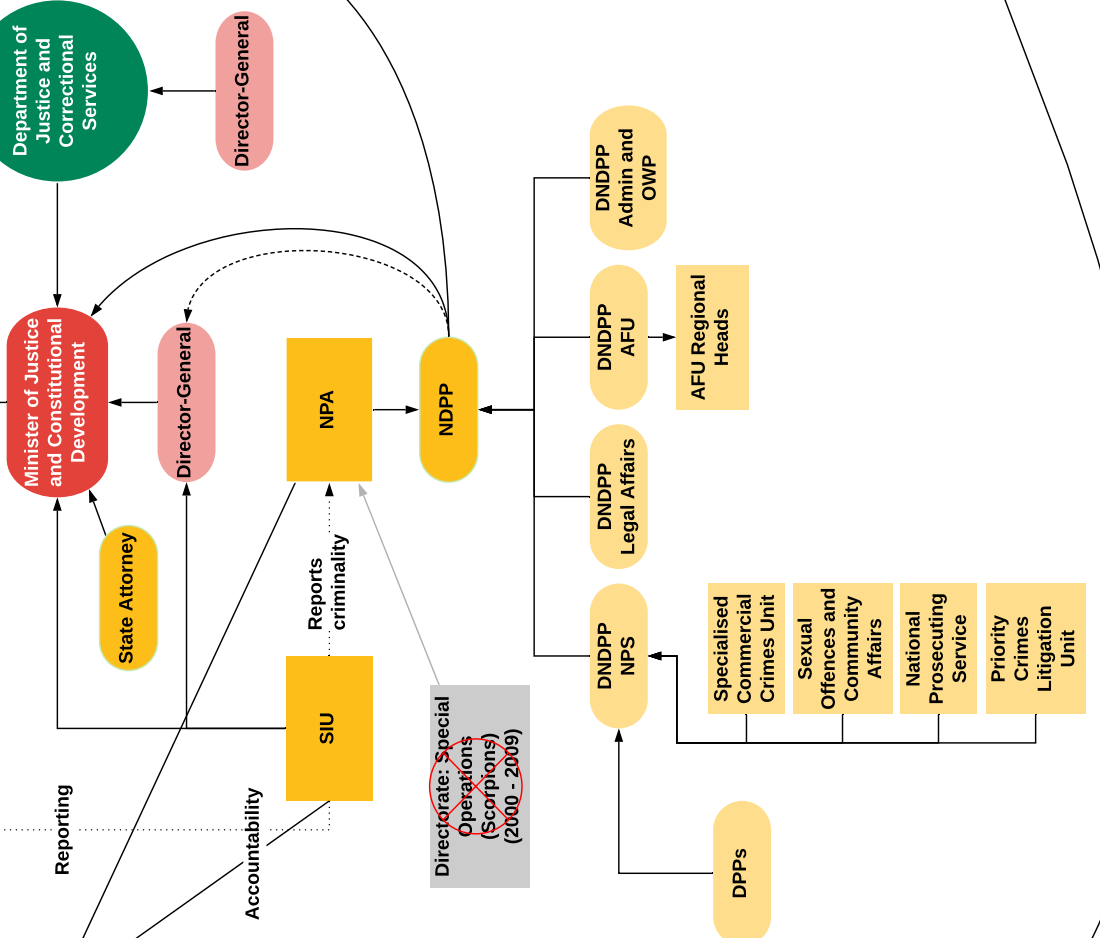 Department of
Justice and
Correctional
Services
Director-General
Minister of Justice
and Constitutional
Development
Director-General
State Attorney
NPA
NDPP
Reports
criminality
SIU
Reporting
Accountability
Directorate: Special
Operations
(Scorpions)
(2000 - 2009)
DNDPP
Admin and
OWP
DNDPP
AFU
AFU Regional
Heads
DNDPP
Legal Affairs
DNDPP
NPS
Specialised
Commercial
Crimes Unit
Sexual
Offences and
Community
Affairs
National
Prosecuting
Service
Priority
Crimes
Litigation
Unit
DPPs